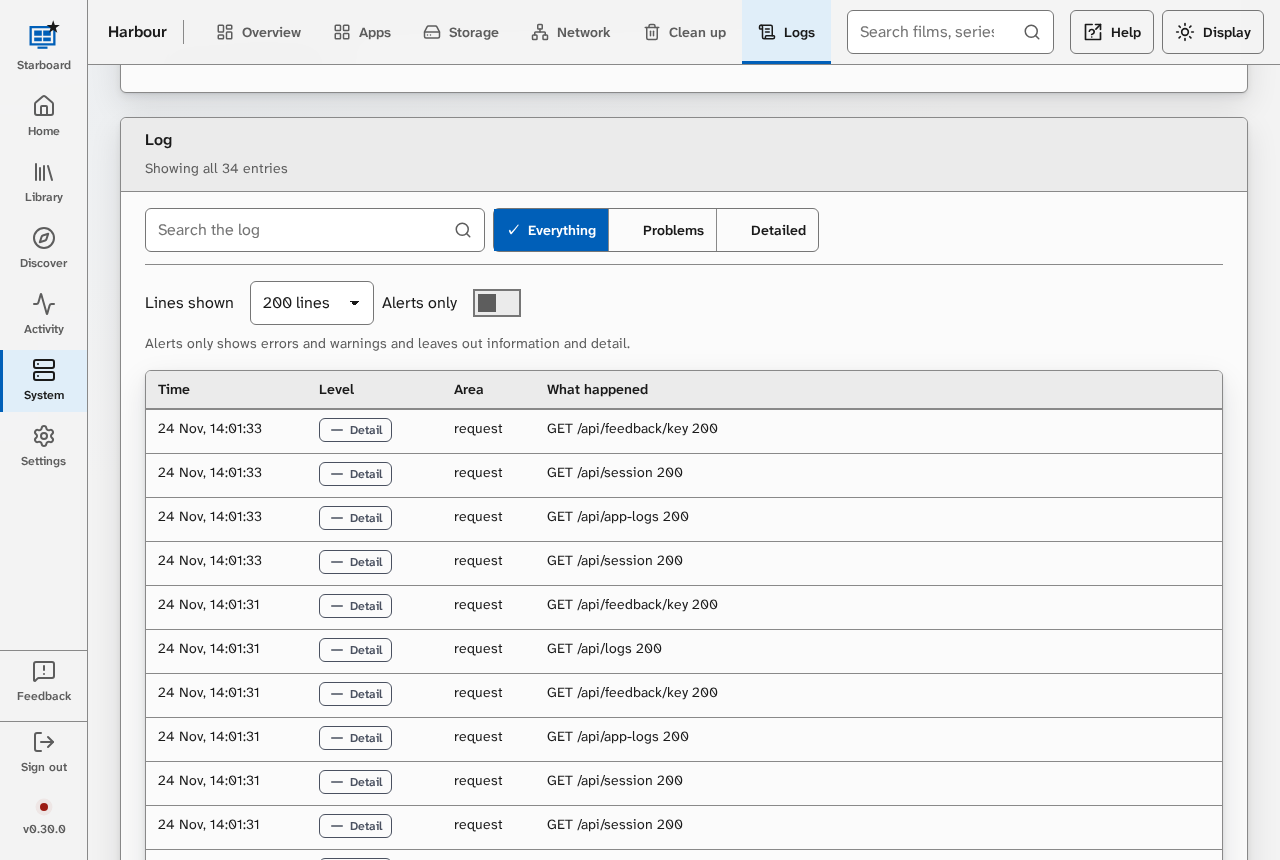 Starboard
Home
Library
Discover
Activity
System
Settings
Feedback
Sign out
v0.30.0
Harbour
Overview
Apps
Storage
Network
Clean up
Logs
Search films, series
Help
Display
Log
Showing all 34 entries
Search the log
✓ Everything
Problems
Detailed
Lines shown
200 lines
Alerts only
Alerts only shows errors and warnings and leaves out information and detail.
Time Level Area What happened
24 Nov, 14:01:33 — Detail request GET /api/feedback/key 200
24 Nov, 14:01:33 — Detail request GET /api/session 200
24 Nov, 14:01:33 — Detail request GET /api/app-logs 200
24 Nov, 14:01:33 — Detail request GET /api/session 200
24 Nov, 14:01:31 — Detail request GET /api/feedback/key 200
24 Nov, 14:01:31 — Detail request GET /api/logs 200
24 Nov, 14:01:31 — Detail request GET /api/feedback/key 200
24 Nov, 14:01:31 — Detail request GET /api/app-logs 200
24 Nov, 14:01:31 — Detail request GET /api/session 200
24 Nov, 14:01:31 — Detail request GET /api/session 200